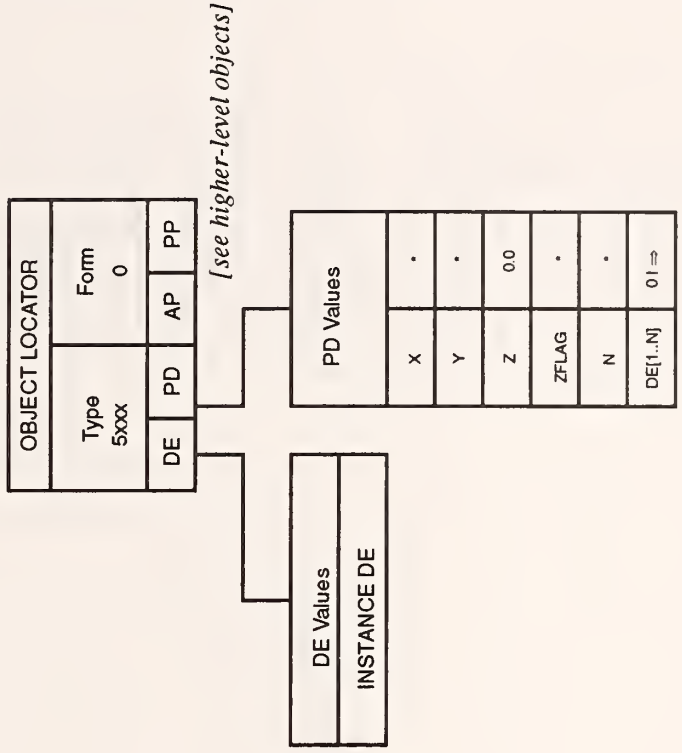 OBJECT LOCATOR
Type
5xxx
Form
0
DE PD AP PP
[see higher-level objects]
DE Values
INSTANCE DE
PD Values
X *
Y *
Z 0.0
ZFLAG *
N *
DE[1..N] 0 | ⇒